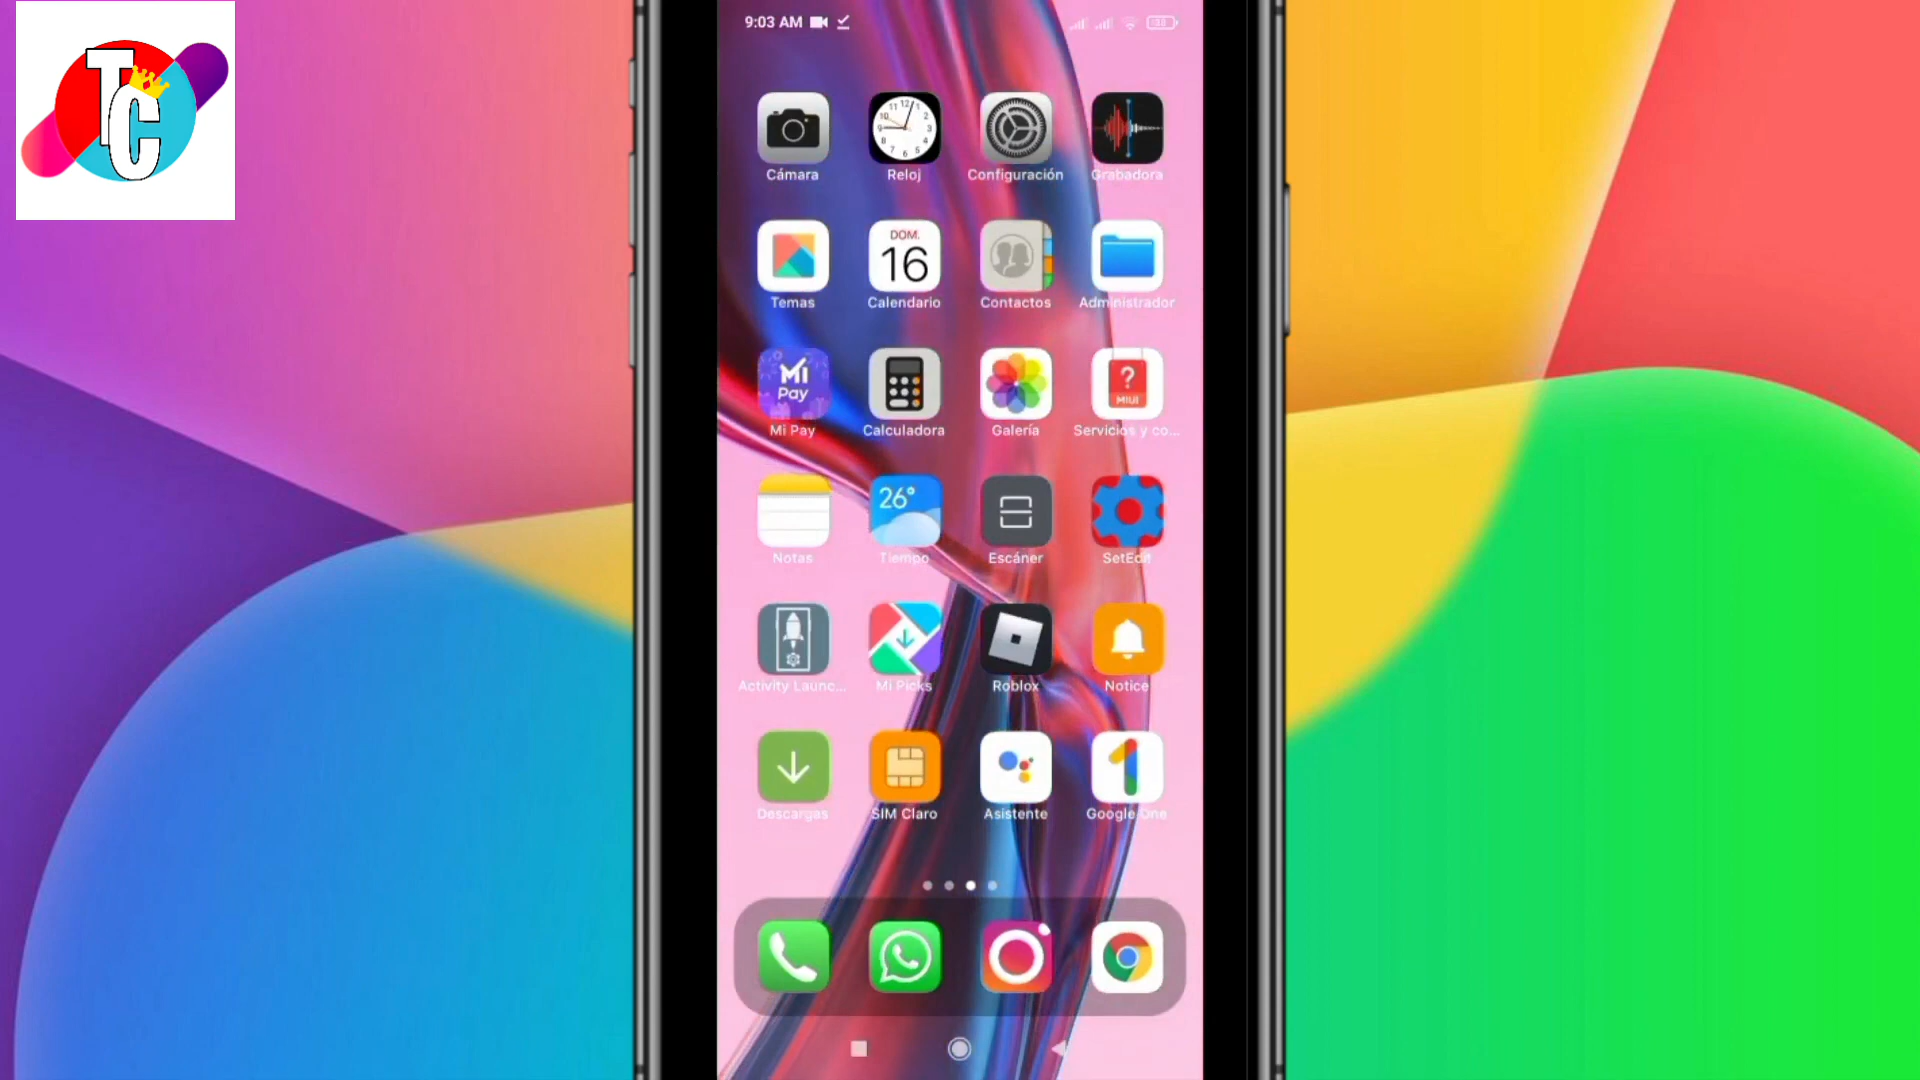 TC
9:03 AM
Cámara Reloj Configuración Grabadora
DOM.
16
Temas Calendario Contactos Administrador
Mi Pay
?
MIUI
Mi Pay Calculadora Galería Servicios y co...
26°
Notas Tiempo Escáner SetEdit
Activity Launc... Mi Picks Roblox Notice
Descargas SIM Claro Asistente Google One